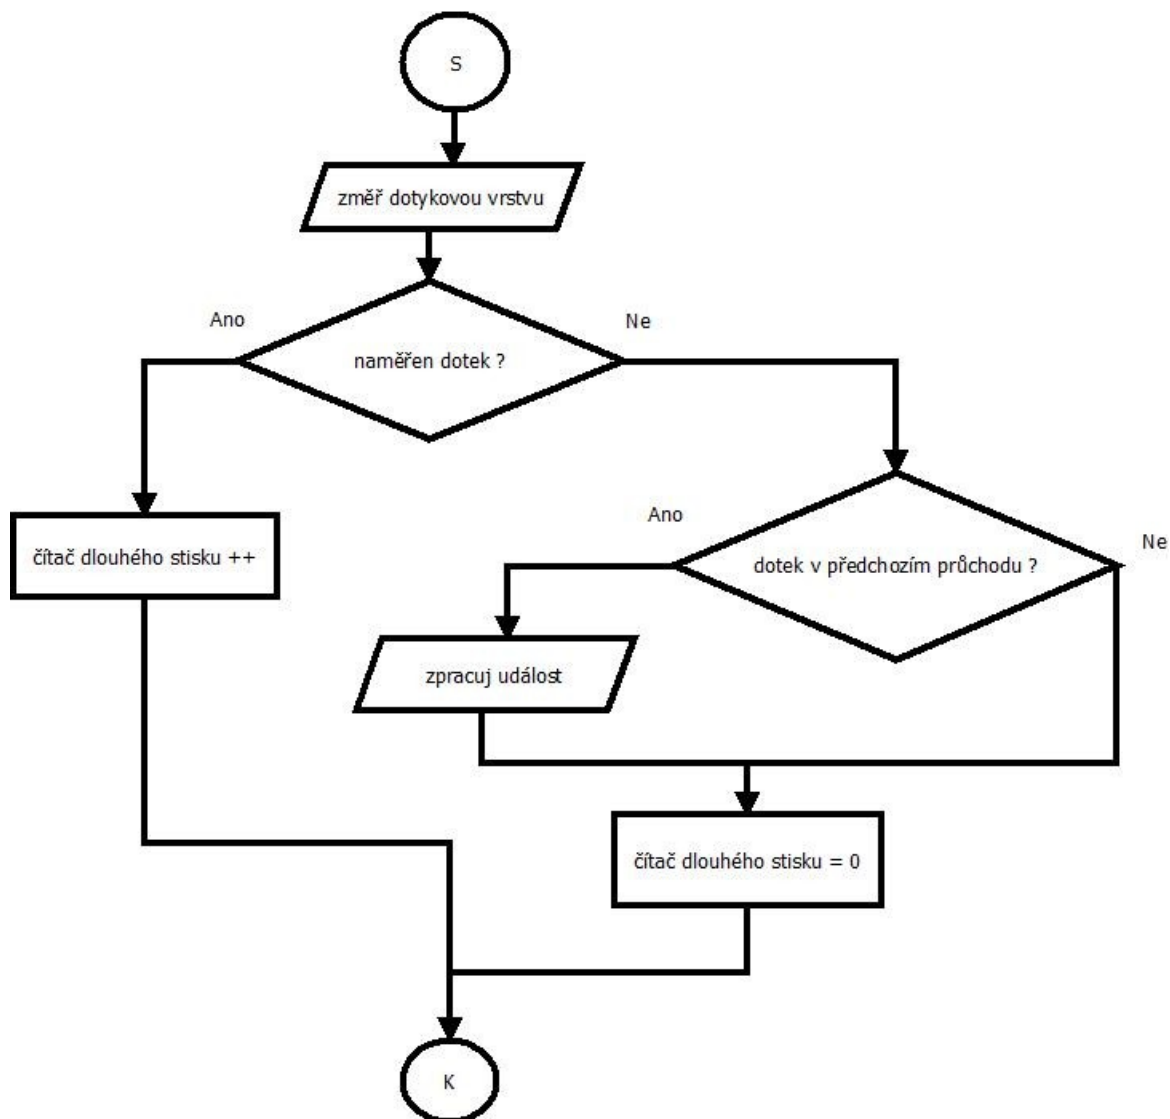 S
změř dotykovou vrstvu
Ano
Ne
naměřen dotek ?
čítač dlouhého stisku ++
Ano
Ne
dotek v předchozím průchodu ?
zpracuj událost
čítač dlouhého stisku = 0
K